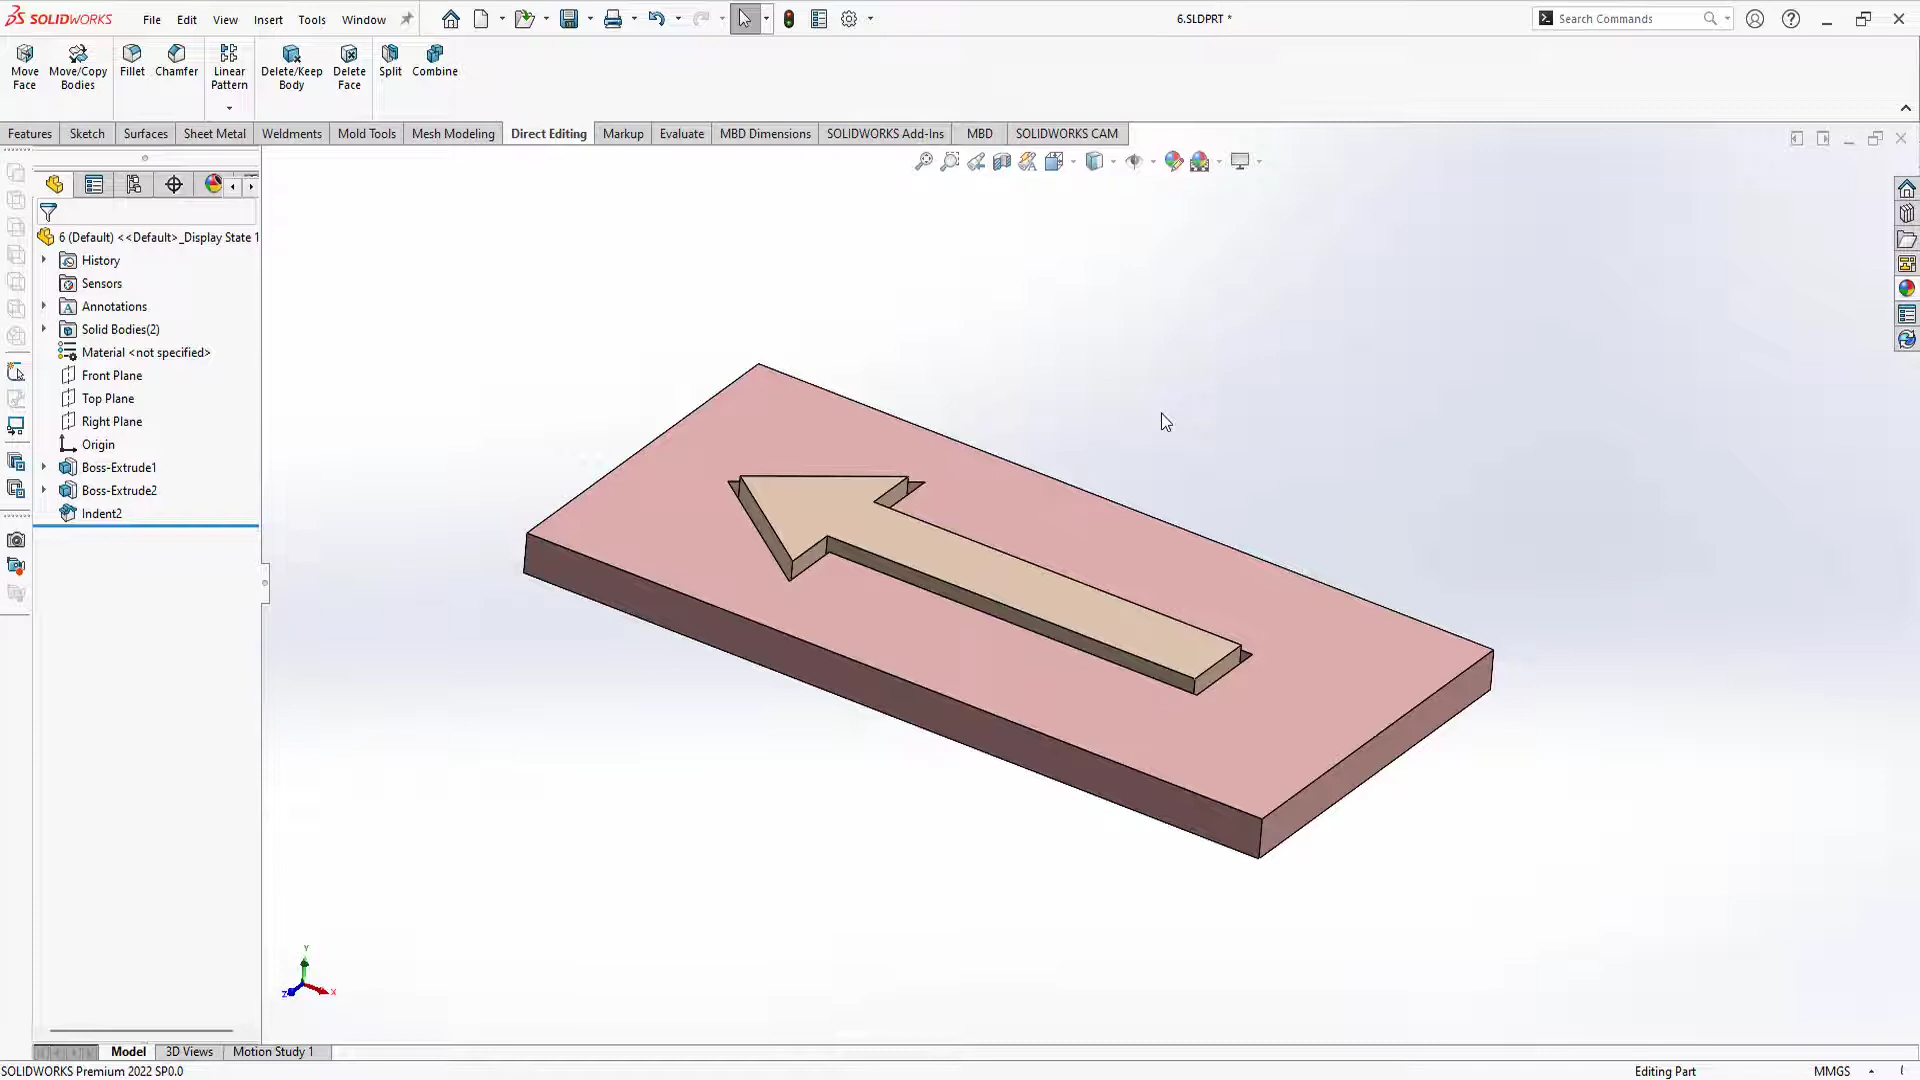 SOLIDWORKS File Edit View Insert Tools Window 6.SLDPRT * Search Commands
Move Face Move/Copy Bodies Fillet Chamfer Linear Pattern Delete/Keep Body Delete Face Split Combine
Features Sketch Surfaces Sheet Metal Weldments Mold Tools Mesh Modeling Direct Editing Markup Evaluate MBD Dimensions SOLIDWORKS Add-Ins MBD SOLIDWORKS CAM
6 (Default) <<Default>_Display State 1
History
Sensors
A Annotations
Solid Bodies(2)
Material <not specified>
Front Plane
Top Plane
Right Plane
Origin
Boss-Extrude1
Boss-Extrude2
Indent2
Y
Z X
Model 3D Views Motion Study 1
SOLIDWORKS Premium 2022 SP0.0 Editing Part MMGS